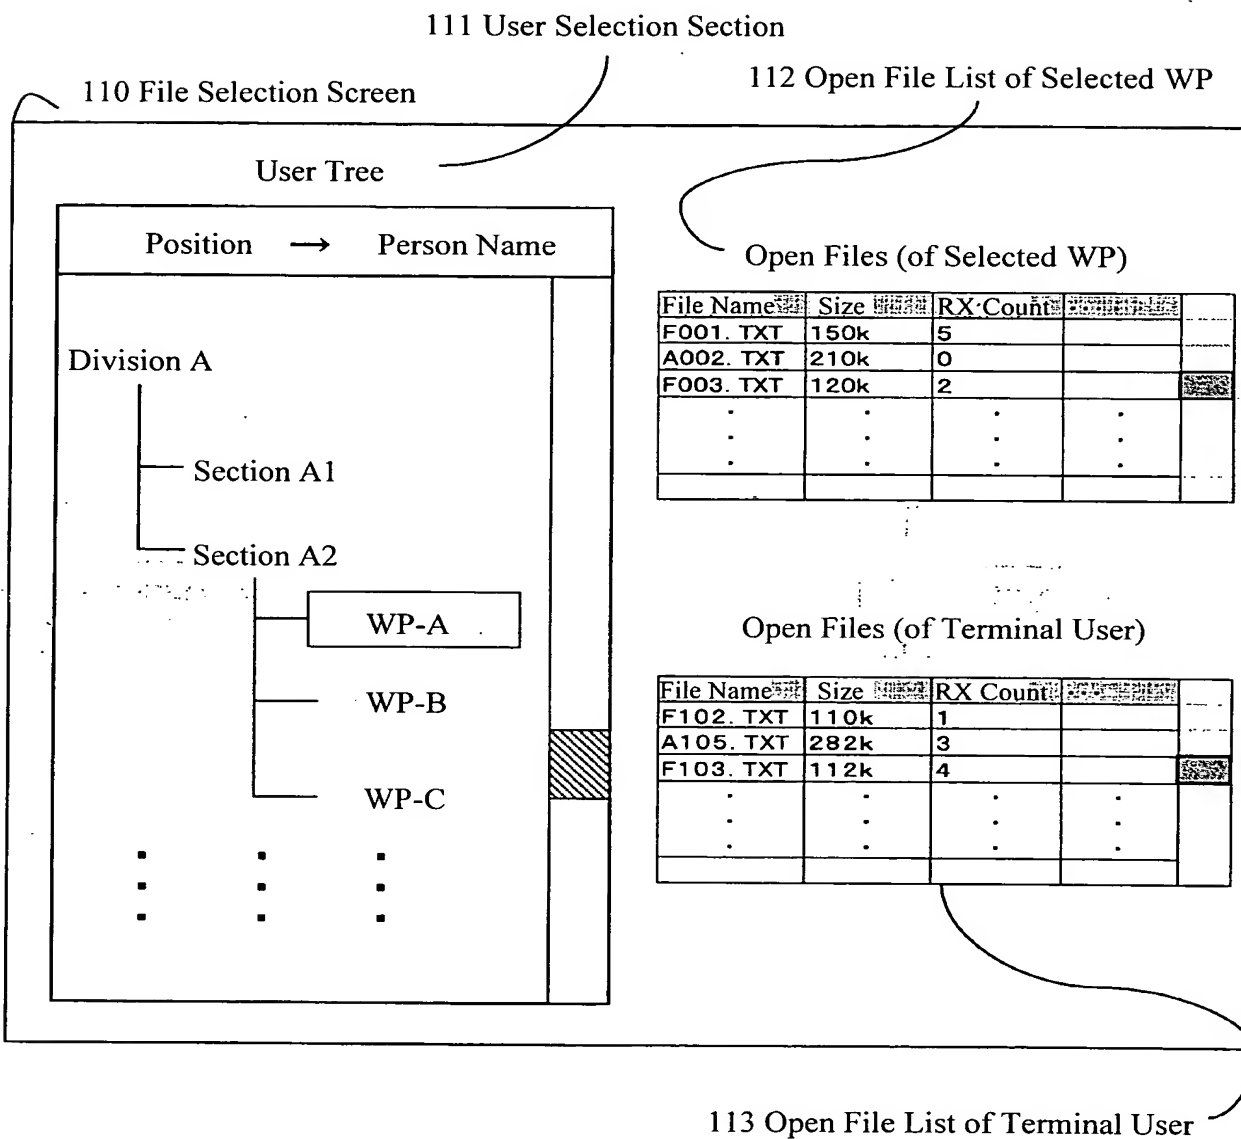 111 User Selection Section
112 Open File List of Selected WP
110 File Selection Screen
User Tree
Position → Person Name
Division A
Section A1
Section A2
WP-A
WP-B
WP-C
Open Files (of Selected WP)
File Name Size RX Count
F001. TXT 150k 5
A002. TXT 210k 0
F003. TXT 120k 2
Open Files (of Terminal User)
File Name Size RX Count
F102. TXT 110k 1
A105. TXT 282k 3
F103. TXT 112k 4
113 Open File List of Terminal User